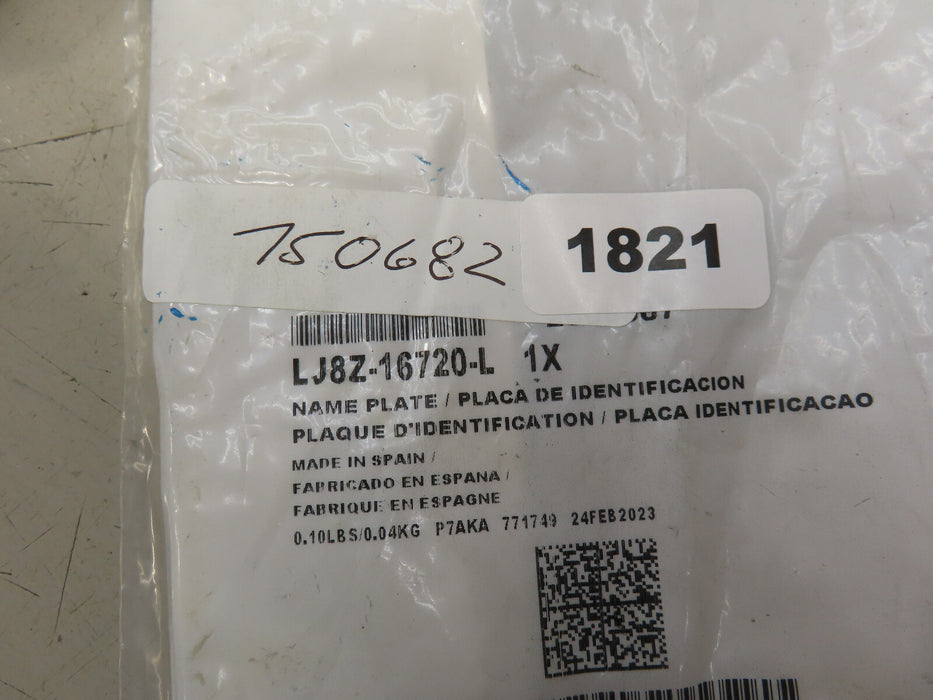 150682
1821
LJ8Z-16720-L 1X
NAME PLATE / PLACA DE IDENTIFICACION
PLAQUE D'IDENTIFICATION / PLACA IDENTIFICACAO
MADE IN SPAIN /
FABRICADO EN ESPANA /
FABRIQUE EN ESPAGNE
0.10LBS/0.04KG P7AKA 771749 24FEB2023